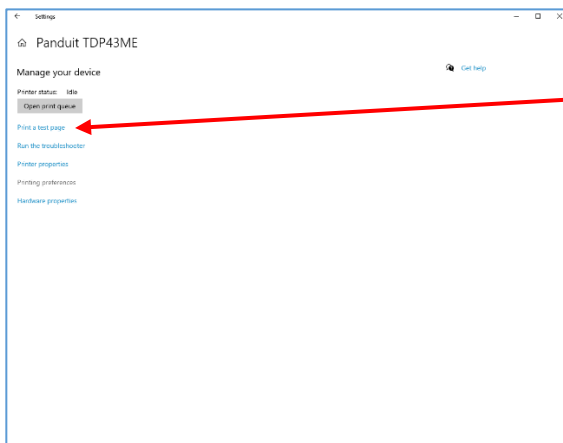 Settings
Panduit TDP43ME
Manage your device
Get help
Printer status: Idle
Open print queue
Print a test page
Run the troubleshooter
Printer properties
Printing preferences
Hardware properties